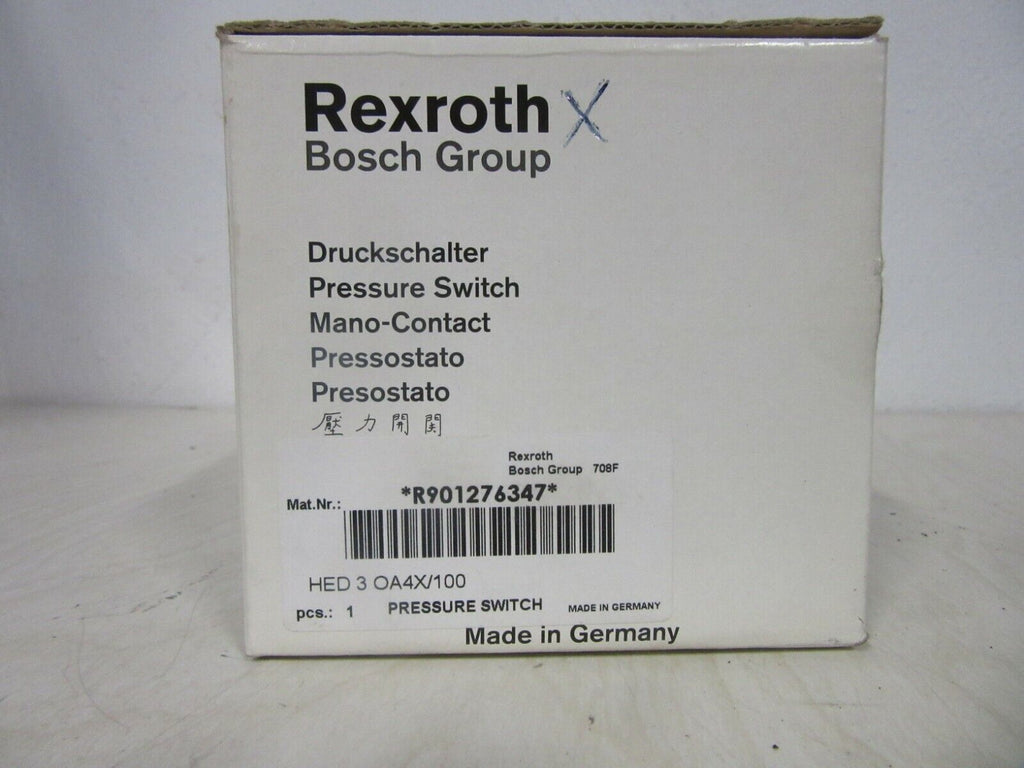 Rexroth X
Bosch Group
Druckschalter
Pressure Switch
Mano-Contact
Pressostato
Presostato
壓力開関
Rexroth
Bosch Group 708F
*R901276347*
Mat.Nr.:
HED 3 OA4X/100
pcs.: 1 PRESSURE SWITCH MADE IN GERMANY
Made in Germany